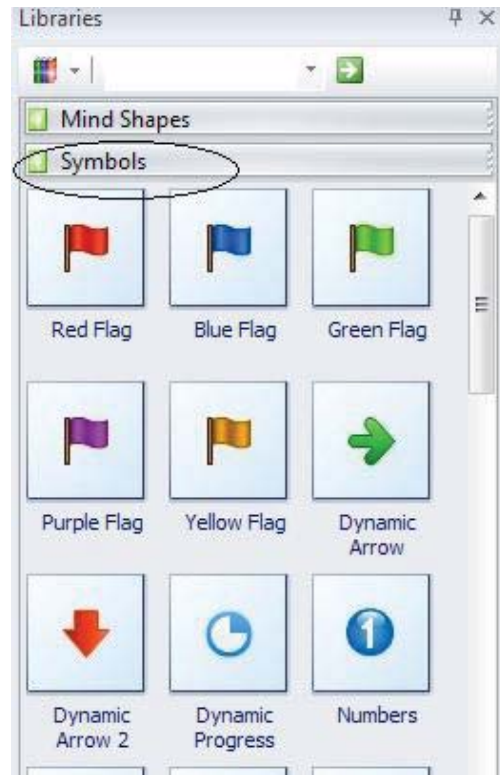 Libraries
Mind Shapes
Symbols
Red Flag
Blue Flag
Green Flag
Purple Flag
Yellow Flag
Dynamic
Arrow
1
Dynamic
Arrow 2
Dynamic
Progress
Numbers